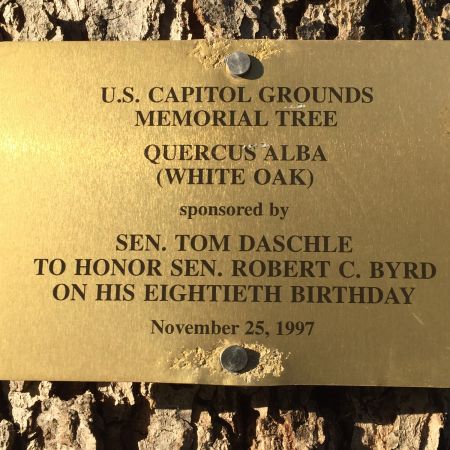 U.S. CAPITOL GROUNDS
MEMORIAL TREE
QUERCUS ALBA
(WHITE OAK)
sponsored by
SEN. TOM DASCHLE
TO HONOR SEN. ROBERT C. BYRD
ON HIS EIGHTIETH BIRTHDAY
November 25, 1997